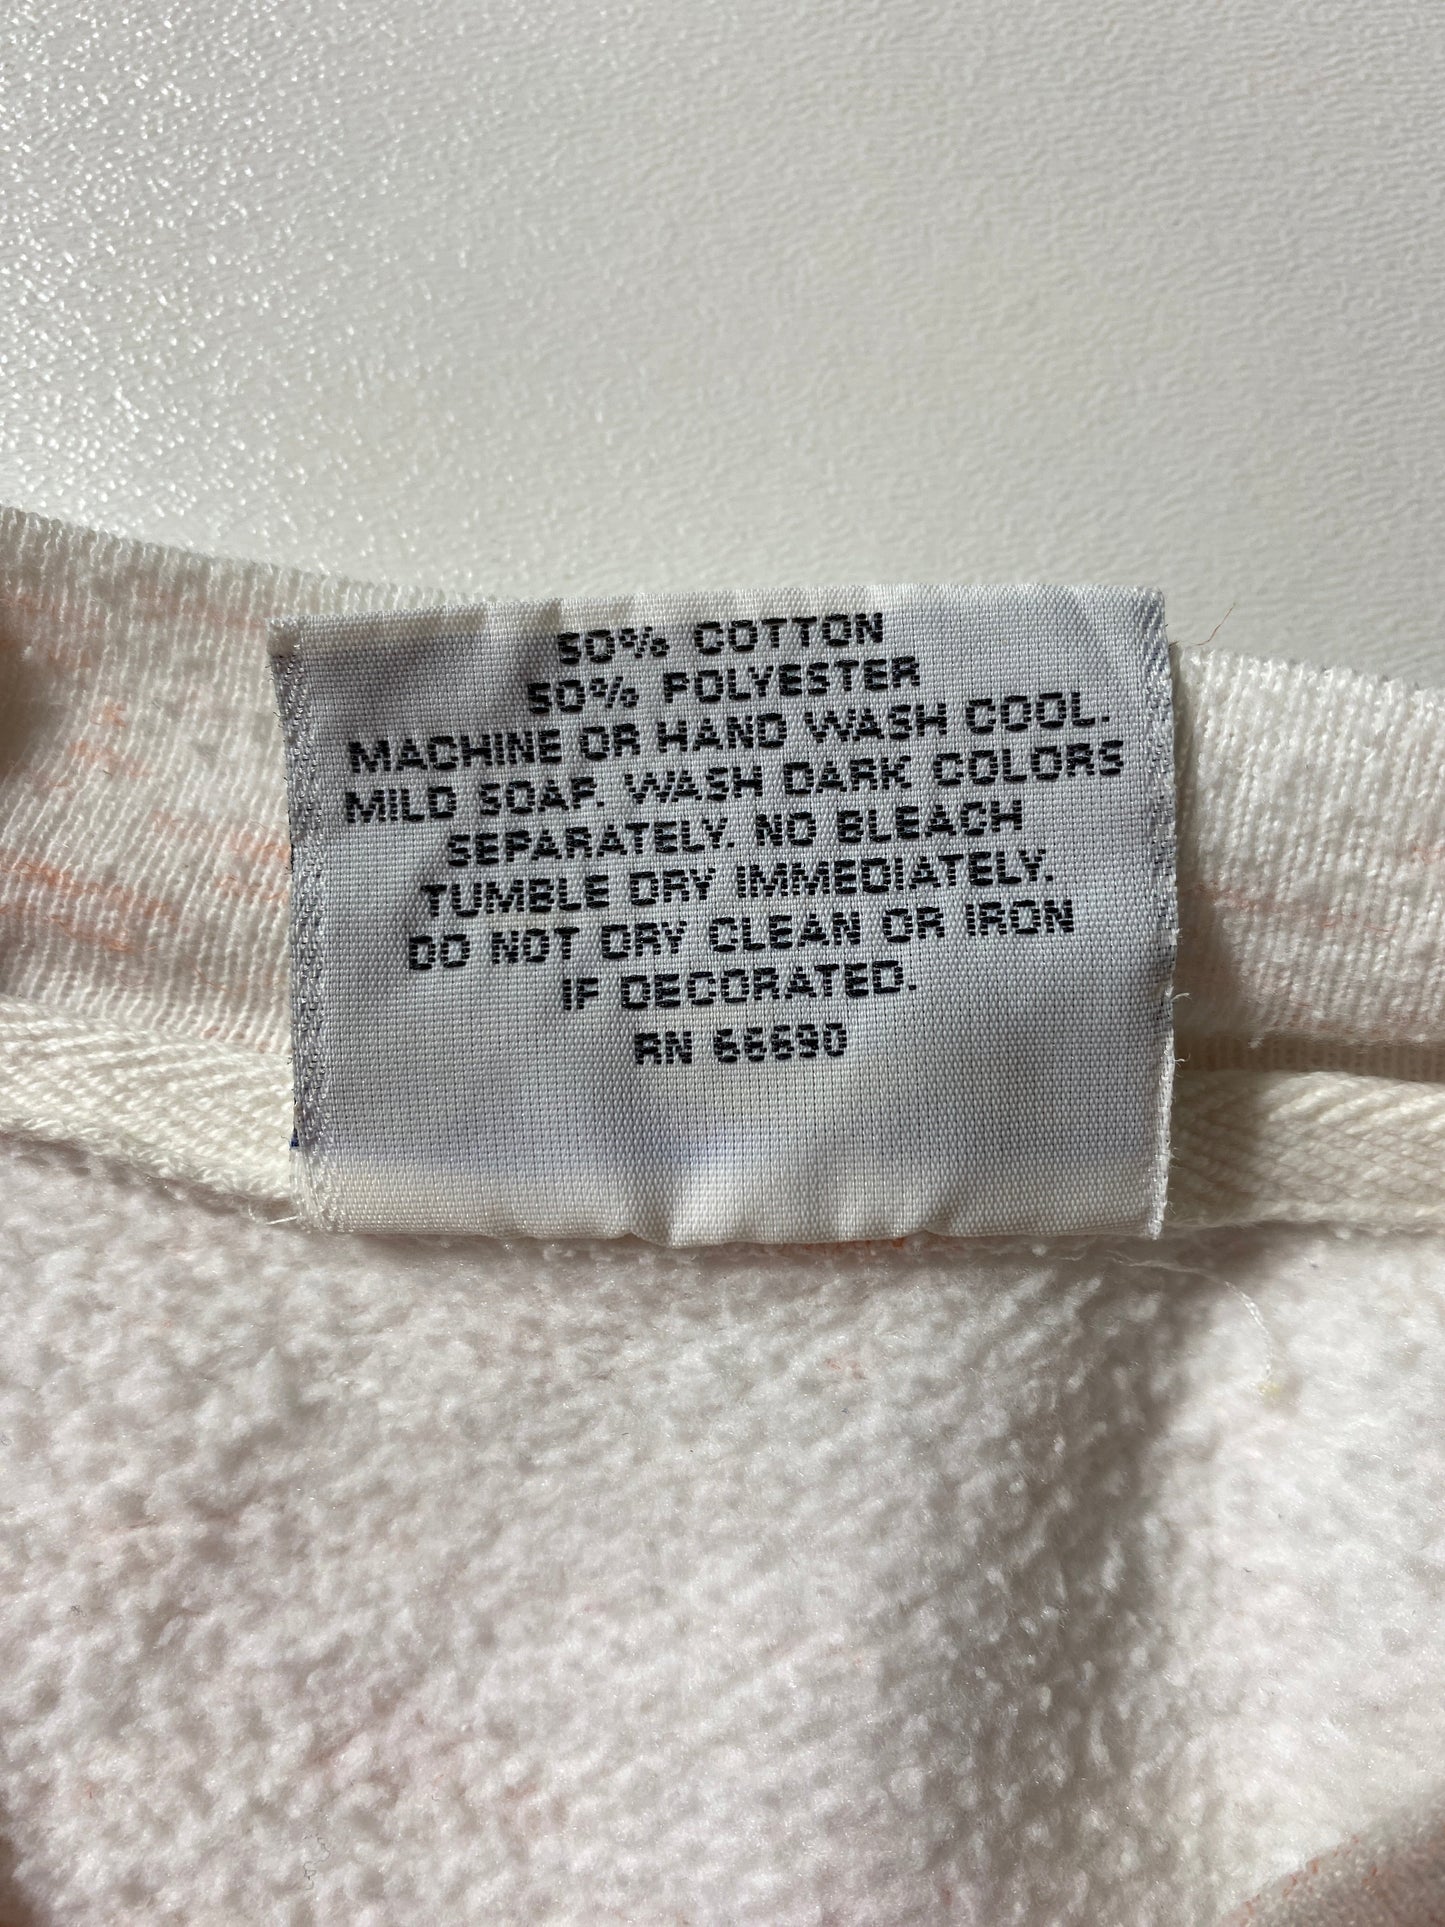 50% COTTON
50% POLYESTER
MACHINE OR HAND WASH COOL.
MILD SOAP. WASH DARK COLORS
SEPARATELY. NO BLEACH
TUMBLE DRY IMMEDIATELY.
DO NOT DRY CLEAN OR IRON
IF DECORATED.
RN 66690